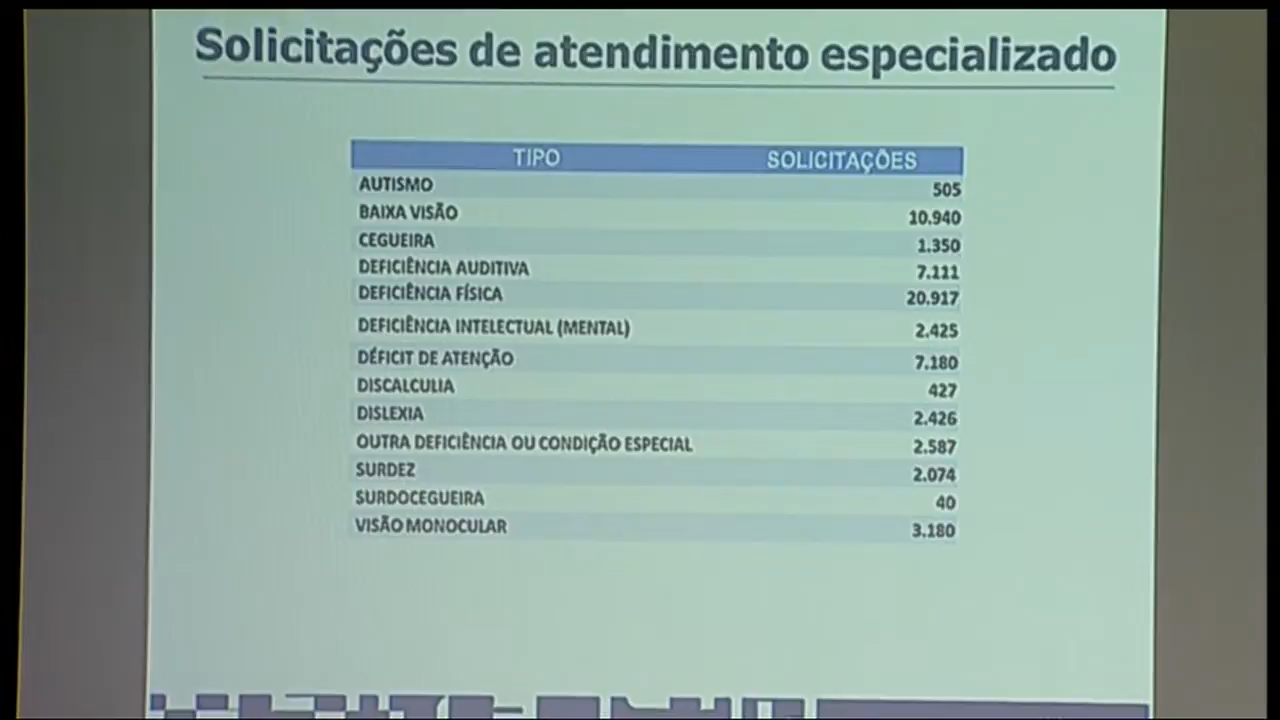 Solicitações de atendimento especializado
TIPO SOLICITAÇÕES
AUTISMO 505
BAIXA VISÃO 10.940
CEGUEIRA 1.350
DEFICIÊNCIA AUDITIVA 7.111
DEFICIÊNCIA FÍSICA 20.917
DEFICIÊNCIA INTELECTUAL (MENTAL) 2.425
DÉFICIT DE ATENÇÃO 7.180
DISCALCULIA 427
DISLEXIA 2.426
OUTRA DEFICIÊNCIA OU CONDIÇÃO ESPECIAL 2.587
SURDEZ 2.074
SURDOCEGUEIRA 40
VISÃO MONOCULAR 3.180